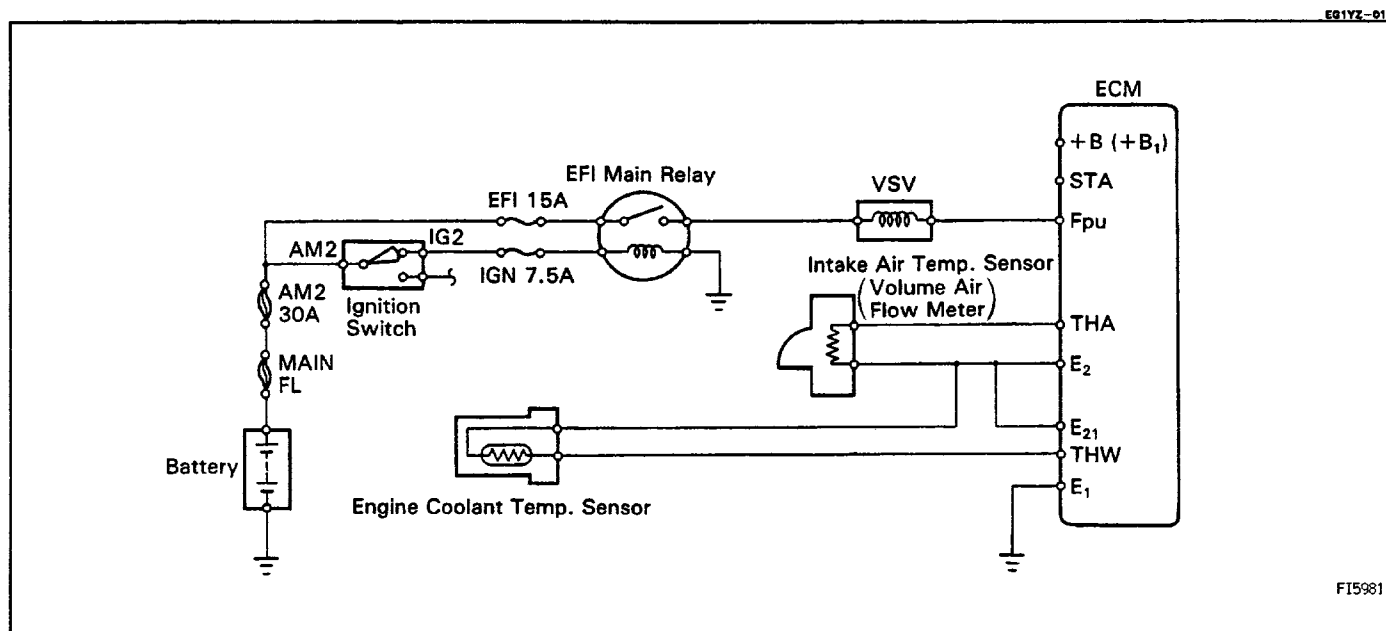 EG1YZ-01
ECM
+B (+B₁)
STA
EFI Main Relay
VSV
EFI 15A
Fpu
AM2
IG2
IGN 7.5A
Intake Air Temp. Sensor
(Volume Air
Flow Meter)
AM2
30A
Ignition
Switch
THA
E₂
MAIN
FL
E₂₁
THW
Battery
E₁
Engine Coolant Temp. Sensor
FI5981